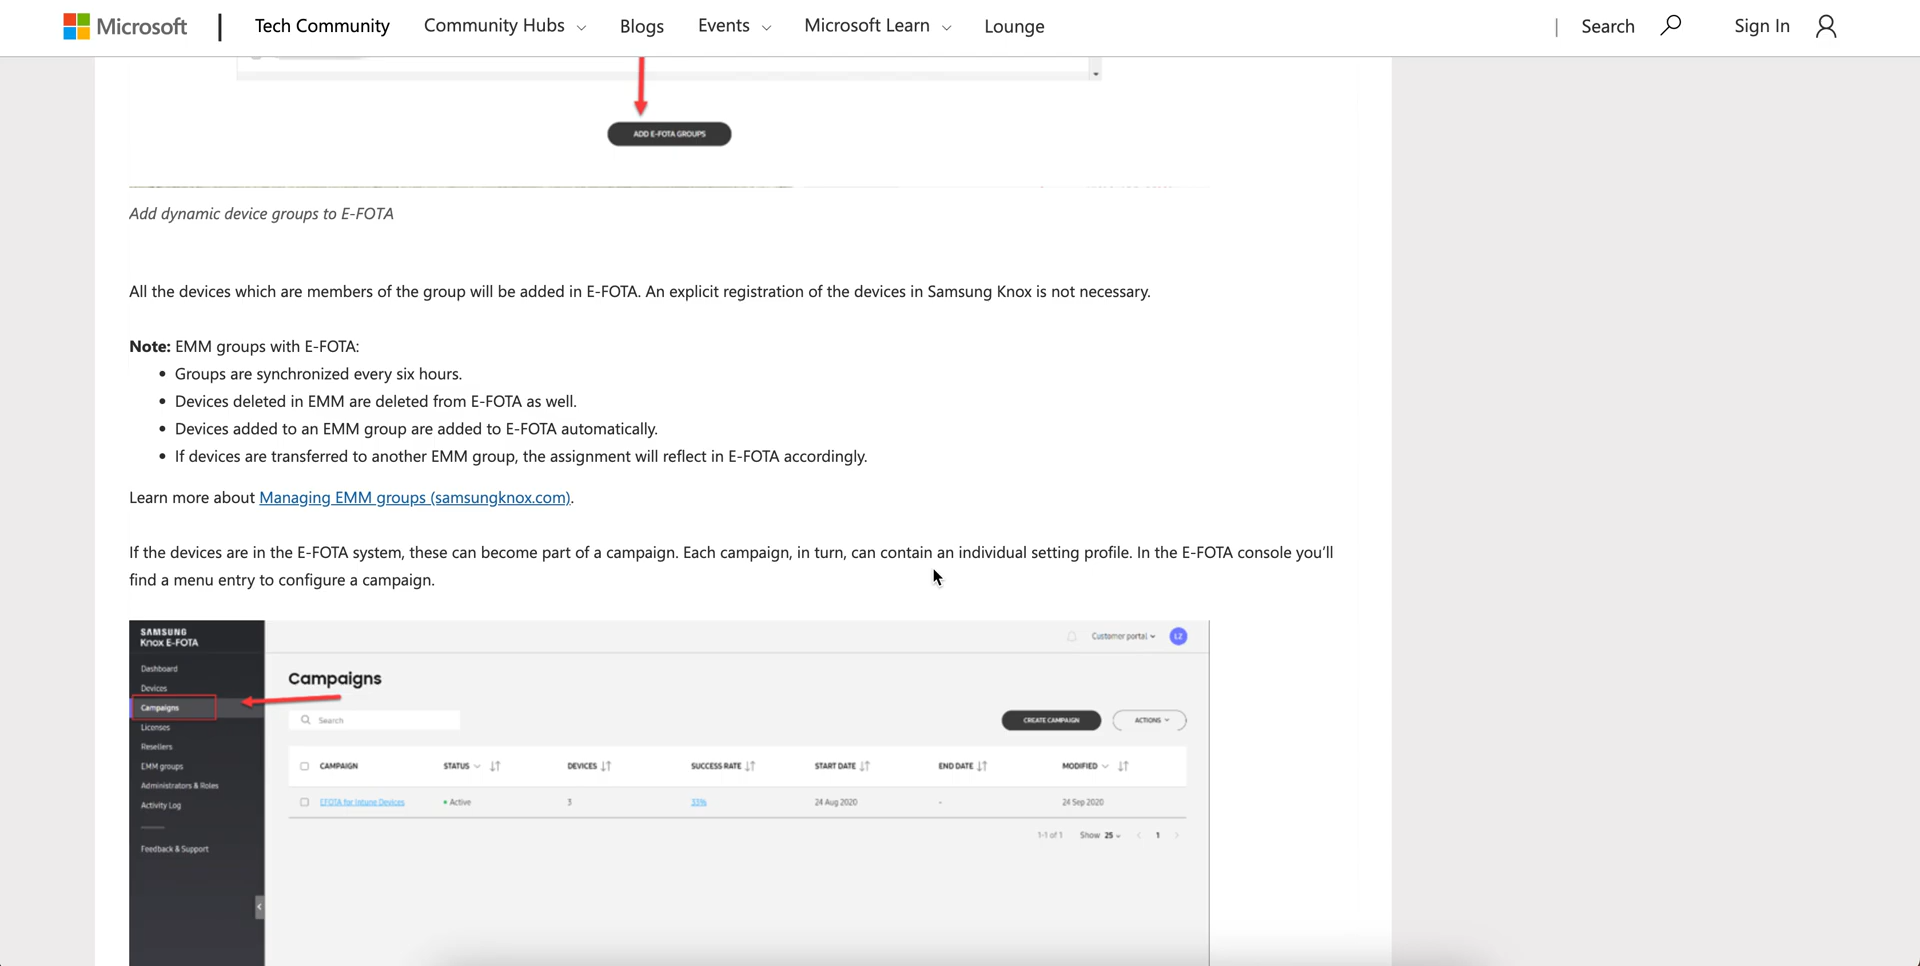 Microsoft
Tech Community
Community Hubs
Blogs
Events
Microsoft Learn
Lounge
Search
Sign In
ADD E-FOTA GROUPS
Add dynamic device groups to E-FOTA
All the devices which are members of the group will be added in E-FOTA. An explicit registration of the devices in Samsung Knox is not necessary.
Note: EMM groups with E-FOTA:
• Groups are synchronized every six hours.
• Devices deleted in EMM are deleted from E-FOTA as well.
• Devices added to an EMM group are added to E-FOTA automatically.
• If devices are transferred to another EMM group, the assignment will reflect in E-FOTA accordingly.
Learn more about Managing EMM groups (samsungknox.com).
If the devices are in the E-FOTA system, these can become part of a campaign. Each campaign, in turn, can contain an individual setting profile. In the E-FOTA console you'll
find a menu entry to configure a campaign.
SAMSUNG
Knox E-FOTA
Customer portal
LZ
Dashboard
Devices
Campaigns
Licenses
Resellers
EMM groups
Administrators & Roles
Activity Log
Feedback & Support
Campaigns
Search
CREATE CAMPAIGN
ACTIONS
CAMPAIGN STATUS DEVICES SUCCESS RATE START DATE END DATE MODIFIED
EFOTA for Intune Devices Active 3 33% 24 Aug 2020 - 24 Sep 2020
1-1 of 1 Show 25 < 1 >